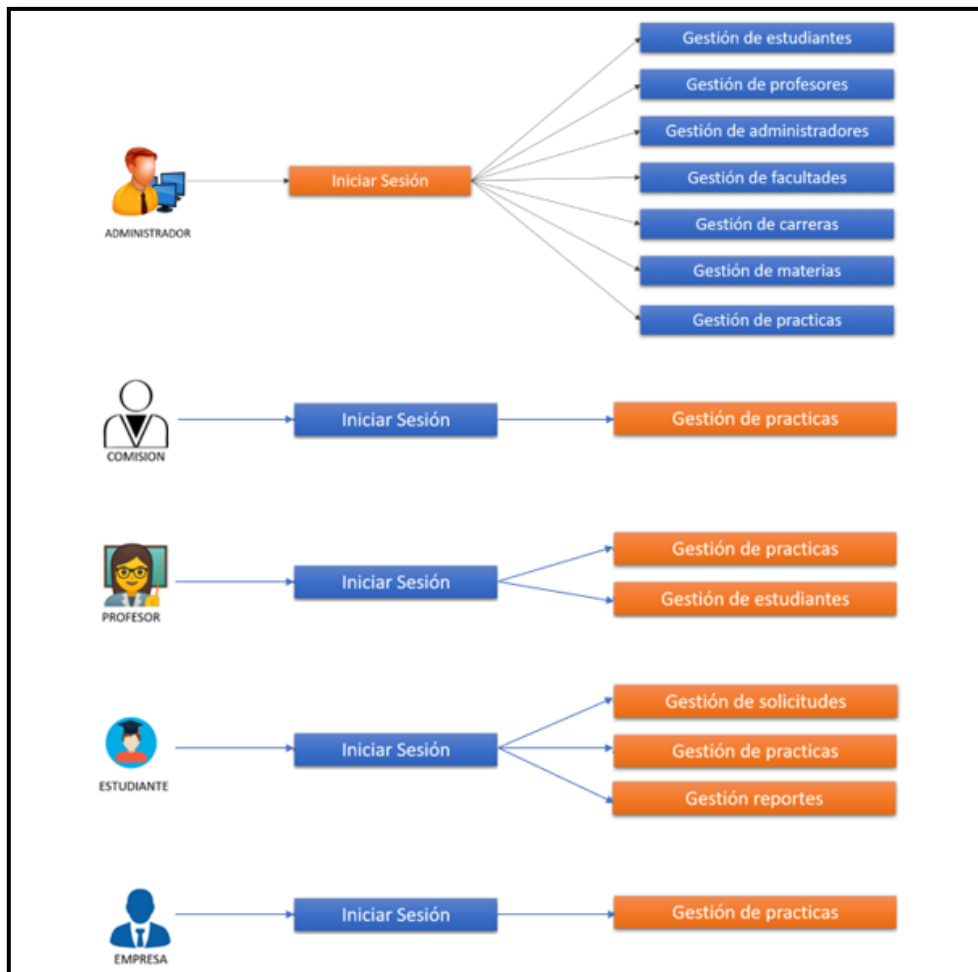 Gestión de estudiantes
Gestión de profesores
Gestión de administradores
Gestión de facultades
Gestión de carreras
Gestión de materias
Gestión de practicas
Iniciar Sesión
ADMINISTRADOR
COMISION
Iniciar Sesión
Gestión de practicas
PROFESOR
Iniciar Sesión
Gestión de practicas
Gestión de estudiantes
ESTUDIANTE
Iniciar Sesión
Gestión de solicitudes
Gestión de practicas
Gestión reportes
EMPRESA
Iniciar Sesión
Gestión de practicas